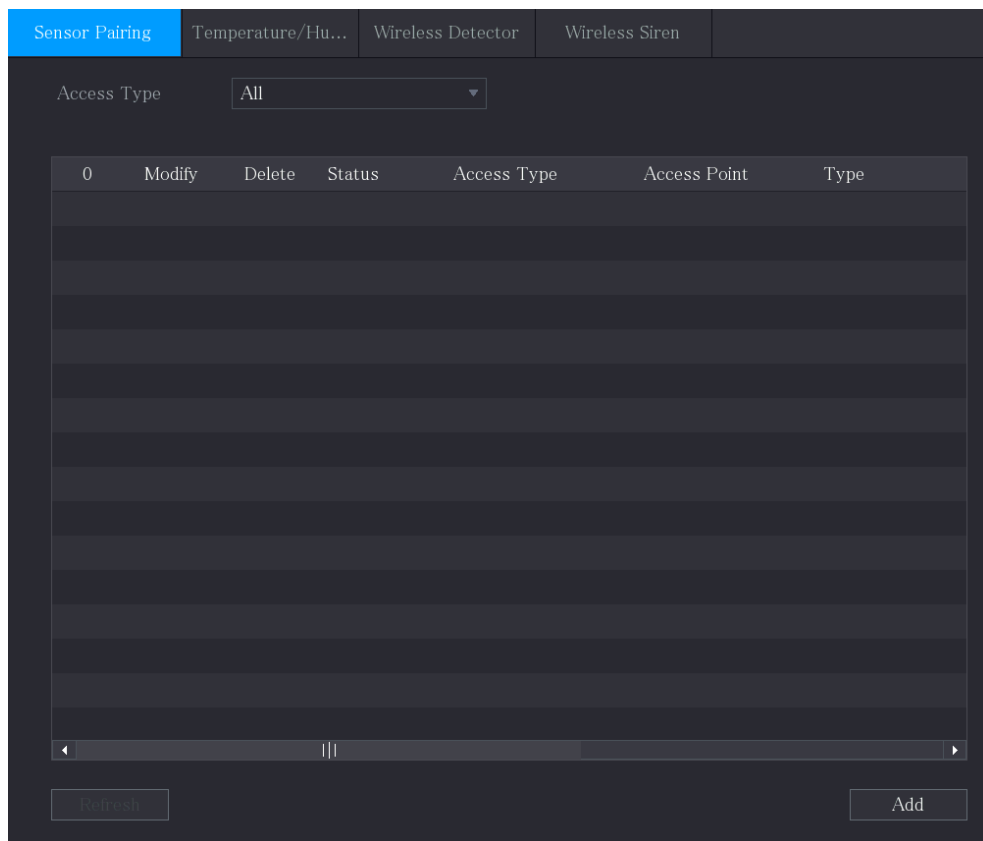 Sensor Pairing Temperature/Hu... Wireless Detector Wireless Siren
Access Type All
0 Modify Delete Status Access Type Access Point Type
Refresh Add